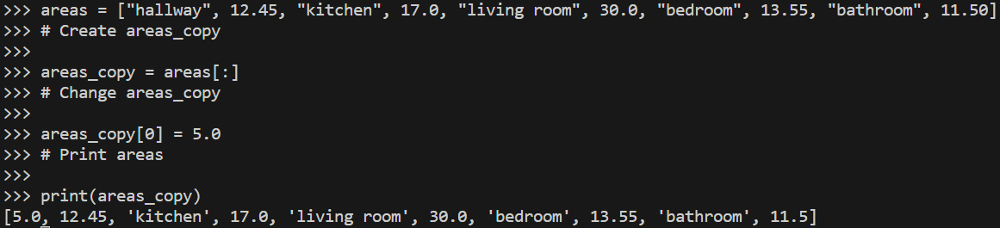 >>> areas = ["hallway", 12.45, "kitchen", 17.0, "living room", 30.0, "bedroom", 13.55, "bathroom", 11.50]
>>> # Create areas_copy
>>>
>>> areas_copy = areas[:]
>>> # Change areas_copy
>>>
>>> areas_copy[0] = 5.0
>>> # Print areas
>>>
>>> print(areas_copy)
[5.0, 12.45, 'kitchen', 17.0, 'living room', 30.0, 'bedroom', 13.55, 'bathroom', 11.5]